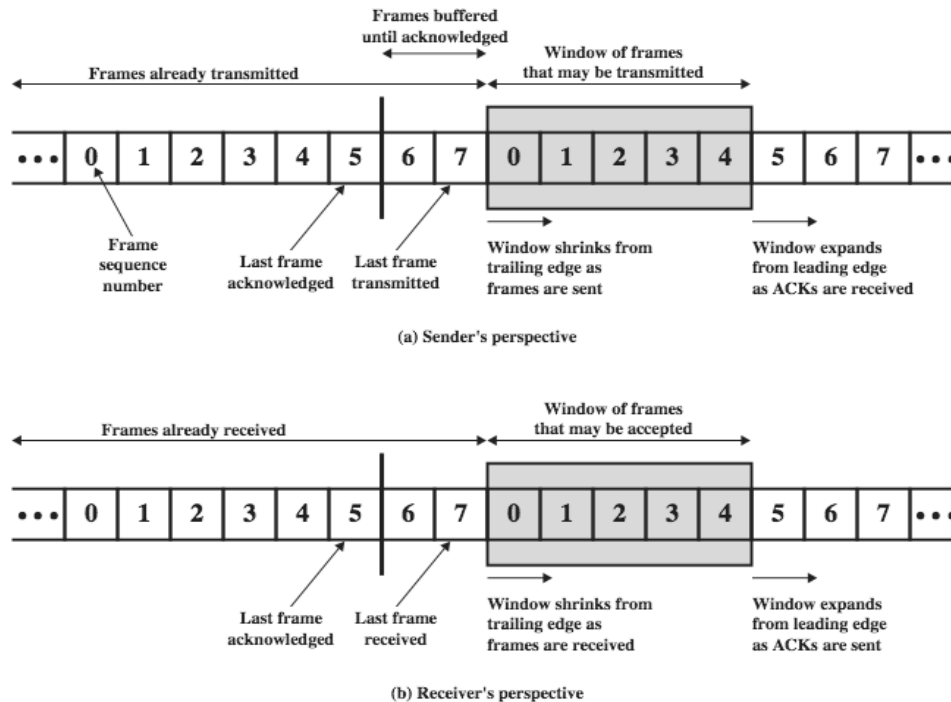 Frames buffered
until acknowledged
Window of frames
that may be transmitted
Frames already transmitted
••• 0 1 2 3 4 5 6 7 0 1 2 3 4 5 6 7 •••
Frame
sequence
number
Last frame
acknowledged
Last frame
transmitted
Window shrinks from
trailing edge as
frames are sent
Window expands
from leading edge
as ACKs are received
(a) Sender's perspective
Window of frames
that may be accepted
Frames already received
••• 0 1 2 3 4 5 6 7 0 1 2 3 4 5 6 7 •••
Last frame
acknowledged
Last frame
received
Window shrinks from
trailing edge as
frames are received
Window expands
from leading edge
as ACKs are sent
(b) Receiver's perspective